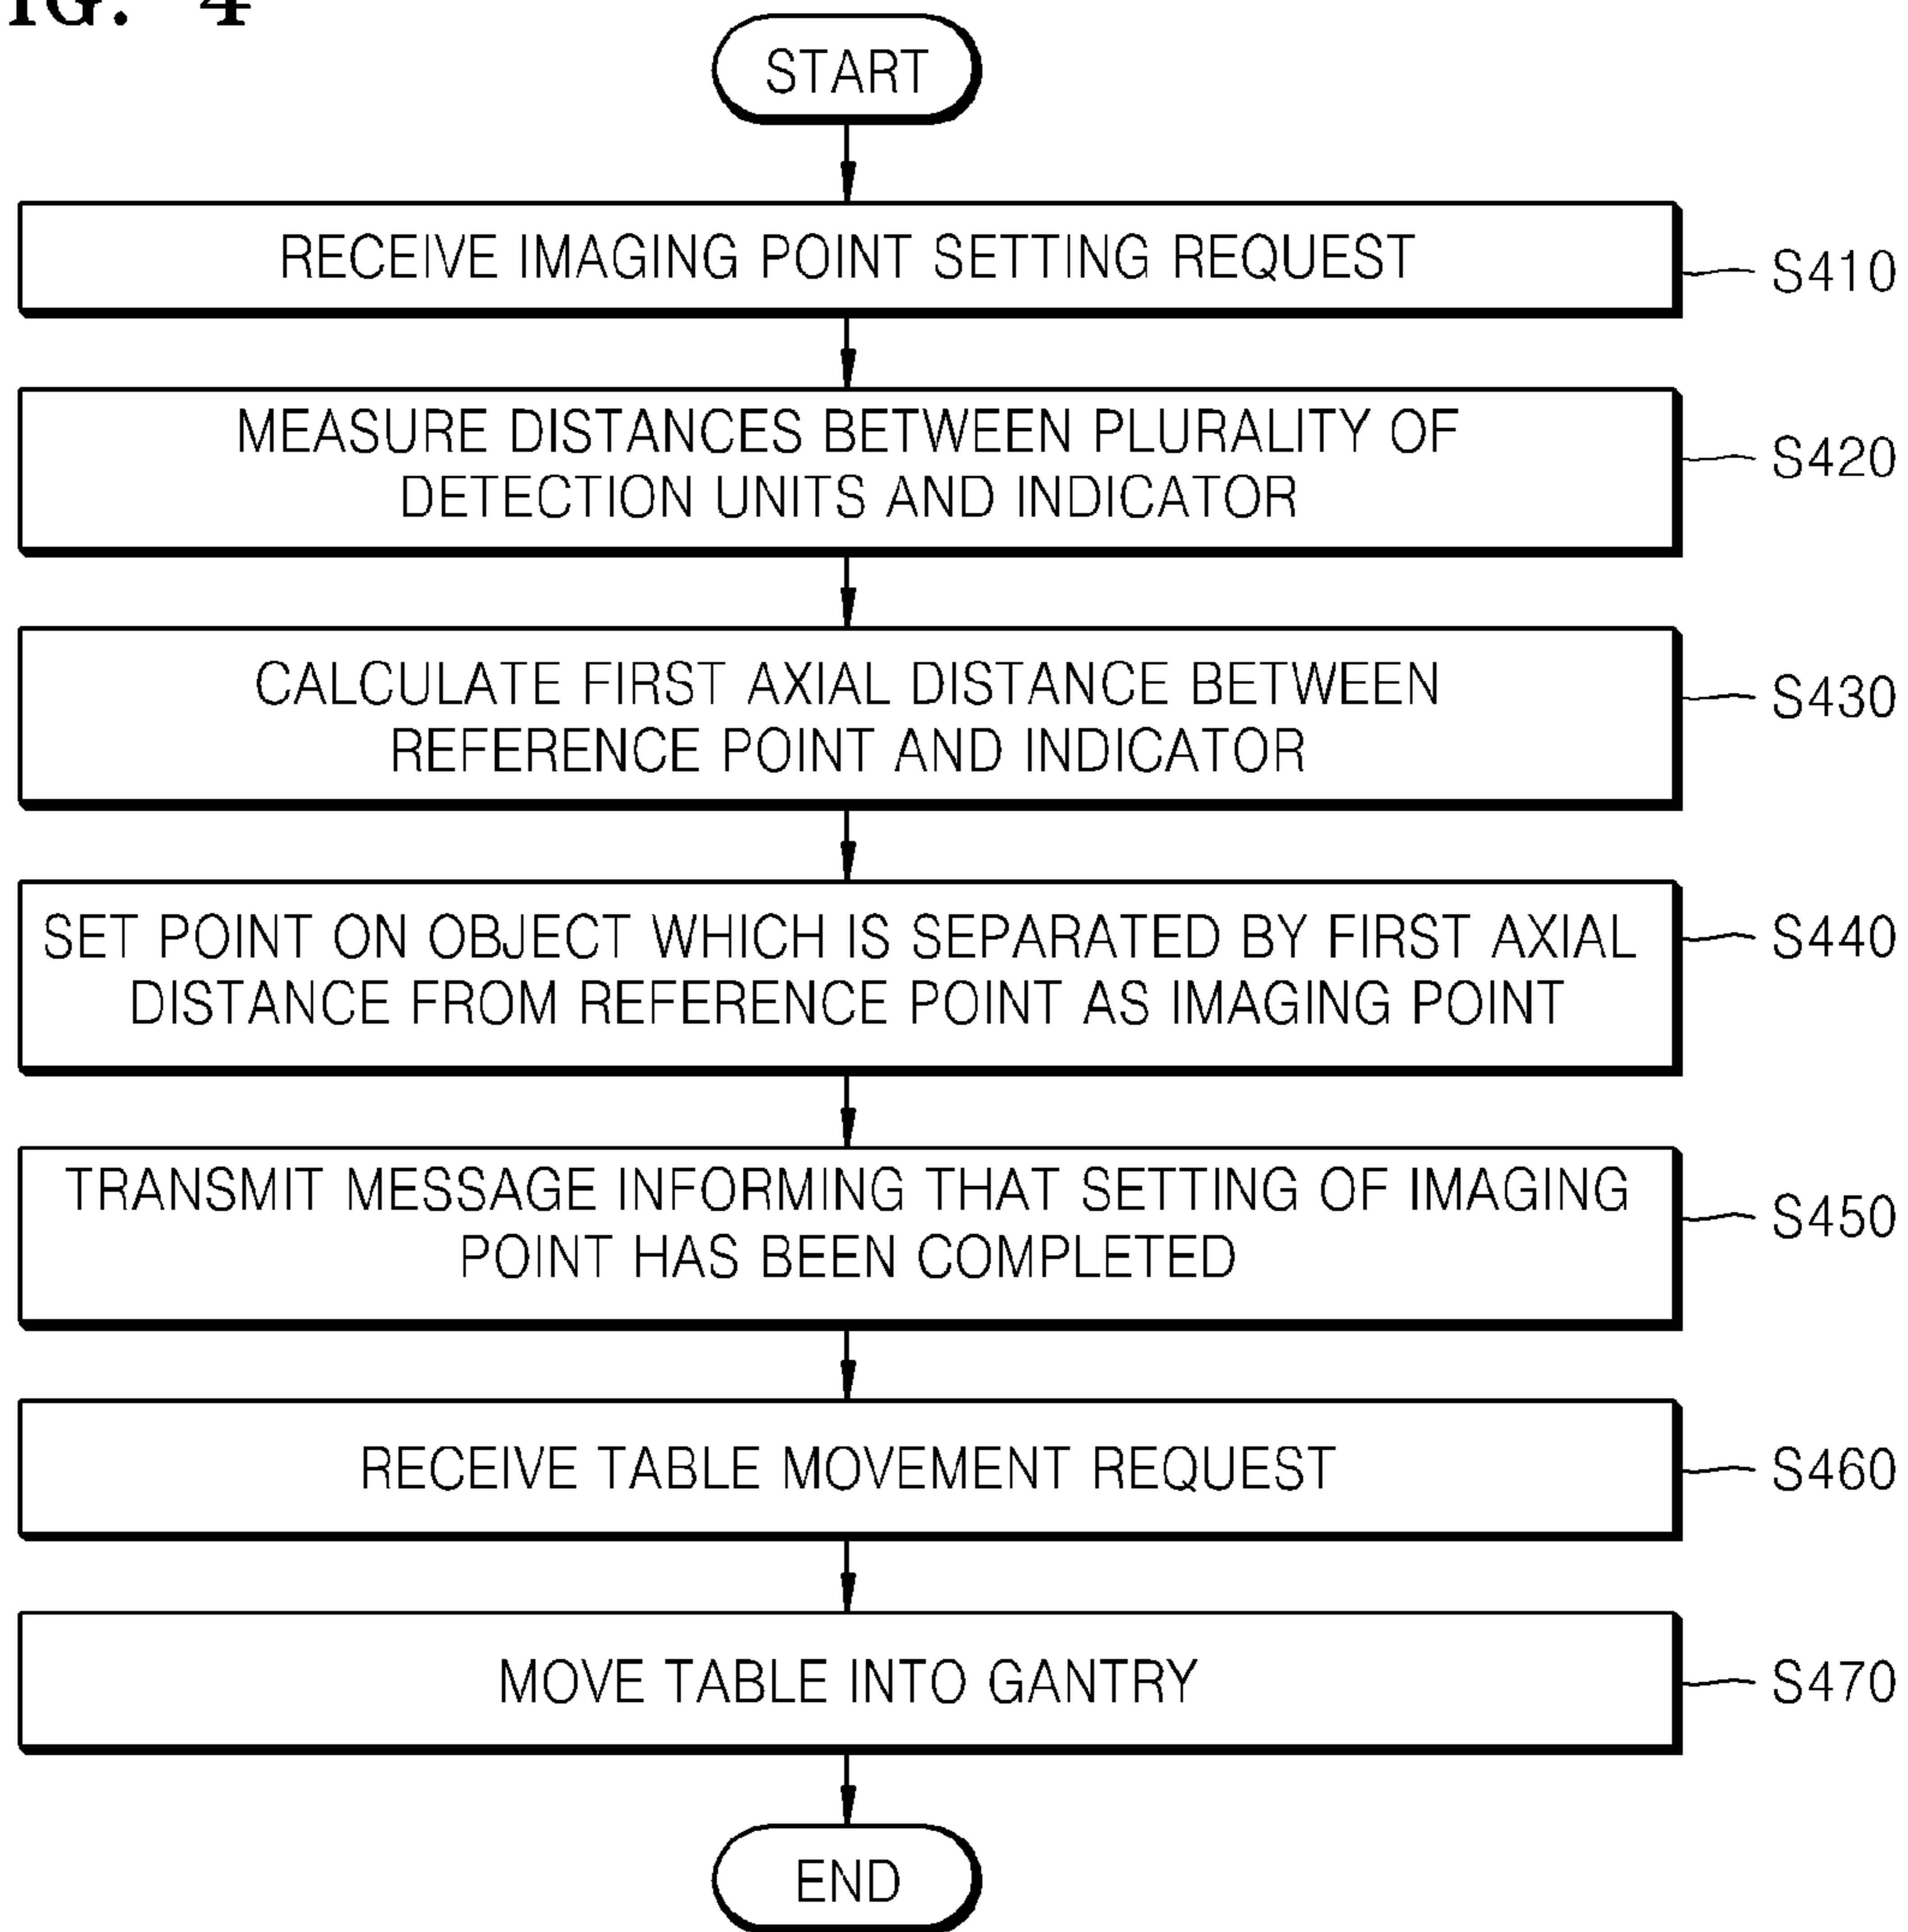 IG. 4
START
RECEIVE IMAGING POINT SETTING REQUEST
S410
MEASURE DISTANCES BETWEEN PLURALITY OF
DETECTION UNITS AND INDICATOR
S420
CALCULATE FIRST AXIAL DISTANCE BETWEEN
REFERENCE POINT AND INDICATOR
S430
SET POINT ON OBJECT WHICH IS SEPARATED BY FIRST AXIAL
DISTANCE FROM REFERENCE POINT AS IMAGING POINT
S440
TRANSMIT MESSAGE INFORMING THAT SETTING OF IMAGING
POINT HAS BEEN COMPLETED
S450
RECEIVE TABLE MOVEMENT REQUEST
S460
MOVE TABLE INTO GANTRY
S470
END